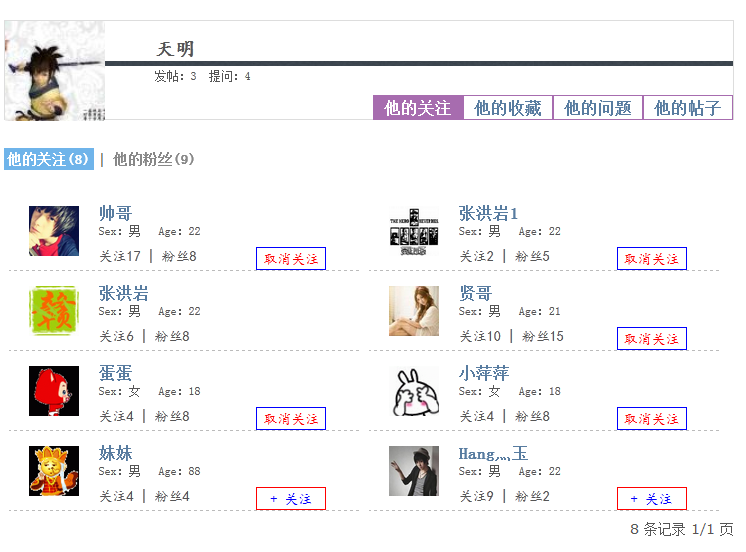 天明
发帖: 3 提问: 4
他的关注 他的收藏 他的问题 他的帖子
他的关注(8) | 他的粉丝(9)
帅哥
Sex: 男 Age: 22
关注17 | 粉丝8 取消关注
张洪岩1
Sex: 男 Age: 22
关注2 | 粉丝5 取消关注
张洪岩
Sex: 男 Age: 22
关注6 | 粉丝8
贤哥
Sex: 男 Age: 21
关注10 | 粉丝15 取消关注
蛋蛋
Sex: 女 Age: 18
关注4 | 粉丝8 取消关注
小萍萍
Sex: 女 Age: 18
关注4 | 粉丝8 取消关注
妹妹
Sex: 男 Age: 88
关注4 | 粉丝4 + 关注
Hang灬玉
Sex: 男 Age: 22
关注9 | 粉丝2 + 关注
8 条记录 1/1 页